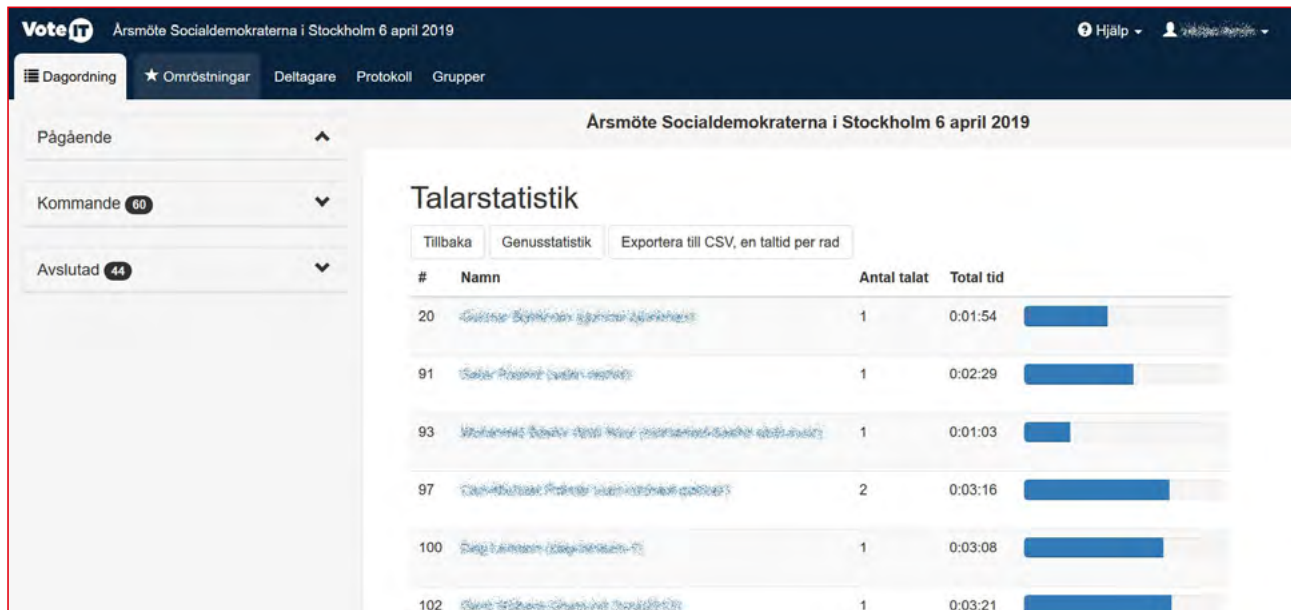 VoteIT Årsmöte Socialdemokraterna i Stockholm 6 april 2019 Hjälp
Dagordning Omröstningar Deltagare Protokoll Grupper
Årsmöte Socialdemokraterna i Stockholm 6 april 2019
Pågående
Kommande 60
Avslutad 44
Talarstatistik
Tillbaka Genusstatistik Exportera till CSV, en taltid per rad
# Namn Antal talat Total tid
20 1 0:01:54
91 1 0:02:29
93 1 0:01:03
97 2 0:03:16
100 1 0:03:08
102 1 0:03:21